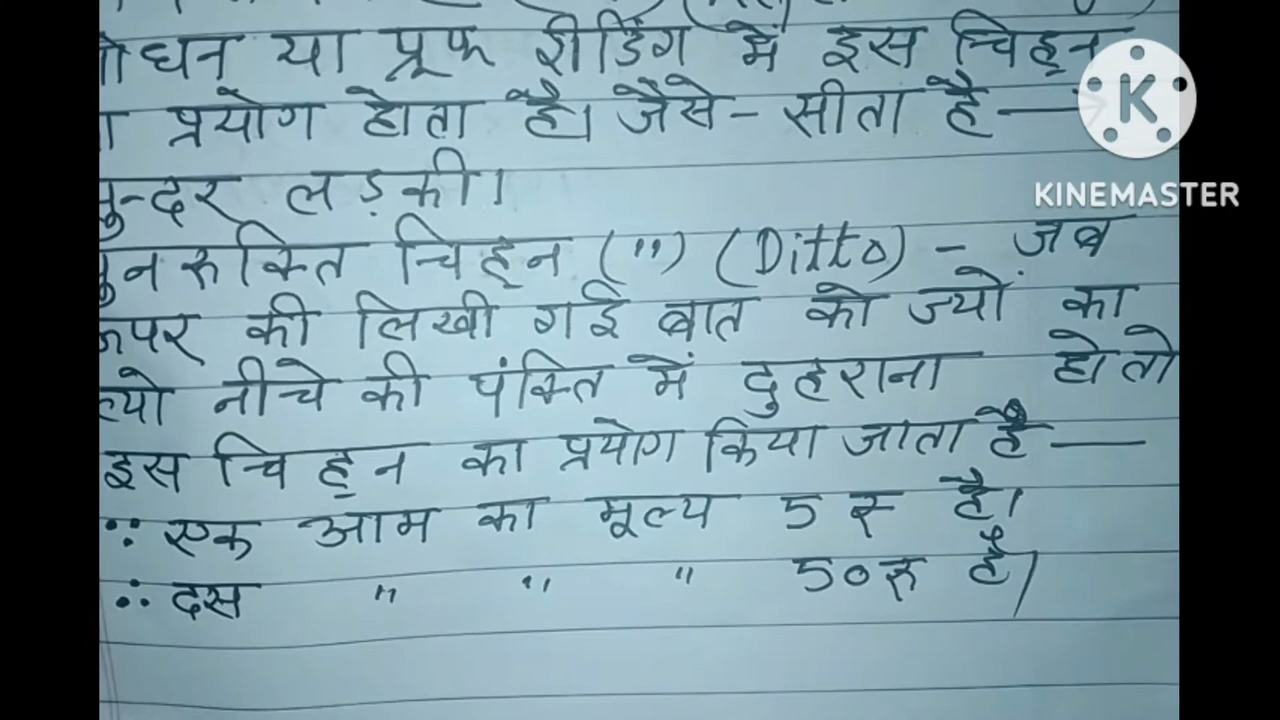 ोधन या प्रूफ रीडिंग में इस चिह्न
ा प्रयोग होता है। जैसे- सीता है—
सुन्दर लड़की।
पुनरुक्ति चिह्न (") (Ditto) - जब
ऊपर की लिखी गई बात को ज्यों का
त्यो नीचे की पंक्ति में दुहराना हो तो
इस चिह्न का प्रयोग किया जाता है —
∵ एक आम का मूल्य 5 रु है।
∴ दस " " " 50 रु है।
K
KINEMASTER